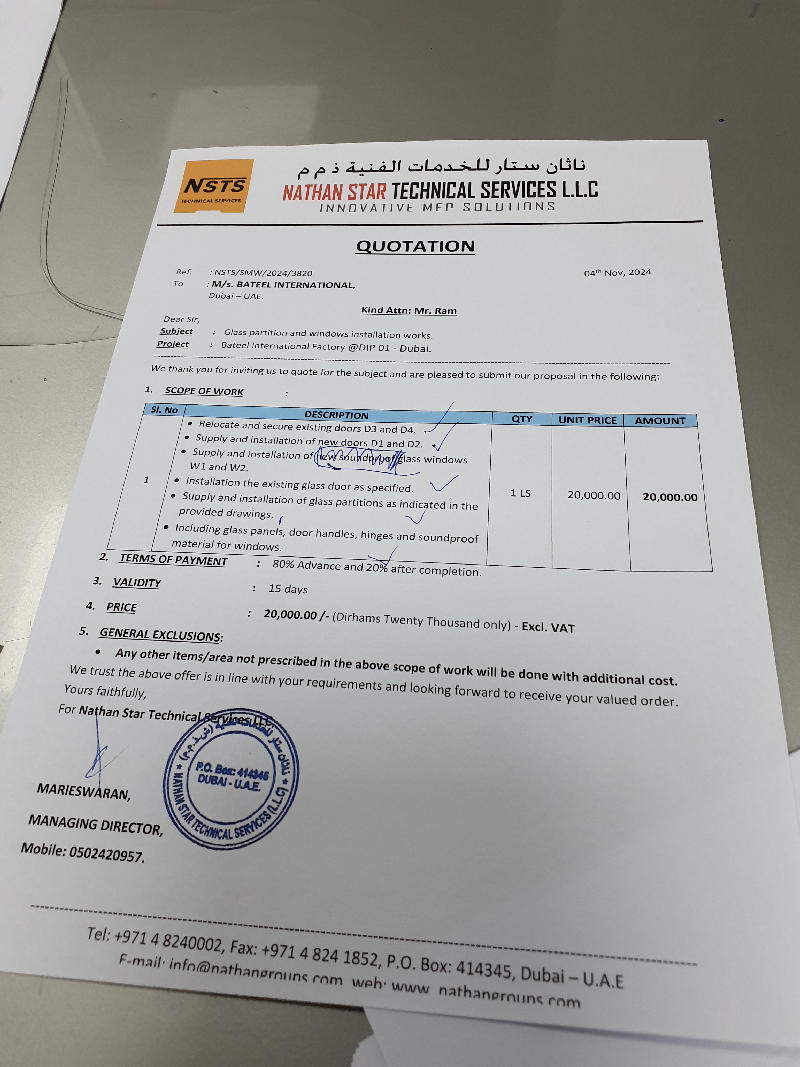 NSTS
TECHNICAL SERVICES
ناثان ستار للخدمات الفنية ذ م م
NATHAN STAR TECHNICAL SERVICES L.L.C
INNOVATIVE MEP SOLUTIONS
QUOTATION
Ref. : NSTS/SMW/2024/3820
04th Nov, 2024
To : M/s. BATEEL INTERNATIONAL,
Dubai – UAE.
Kind Attn: Mr. Ram
Dear Sir,
Subject : Glass partition and windows installation works.
Project : Bateel International Factory @DIP 01 - Dubai.
We thank you for inviting us to quote for the subject and are pleased to submit our proposal in the following:
1. SCOPE OF WORK :
Sl. No DESCRIPTION QTY UNIT PRICE AMOUNT
• Relocate and secure existing doors D3 and D4.
• Supply and installation of new doors D1 and D2.
• Supply and installation of new soundproof glass windows
W1 and W2.
• Installation the existing glass door as specified.
1 1 LS 20,000.00 20,000.00
• Supply and installation of glass partitions as indicated in the
provided drawings.
• Including glass panels, door handles, hinges and soundproof
material for windows.
2. TERMS OF PAYMENT : 80% Advance and 20% after completion.
3. VALIDITY : 15 days
4. PRICE : 20,000.00 /- (Dirhams Twenty Thousand only) - Excl. VAT
5. GENERAL EXCLUSIONS:
• Any other items/area not prescribed in the above scope of work will be done with additional cost.
We trust the above offer is in line with your requirements and looking forward to receive your valued order.
Yours faithfully,
For Nathan Star Technical Services LLC.
P.O. Box: 414345
DUBAI - U.A.E.
NATHAN STAR TECHNICAL SERVICES (L.L.C)
MARIESWARAN,
MANAGING DIRECTOR,
Mobile: 0502420957.
Tel: +971 4 8240002, Fax: +971 4 824 1852, P.O. Box: 414345, Dubai – U.A.E
E-mail: info@nathangroups.com web: www. nathangroups.com